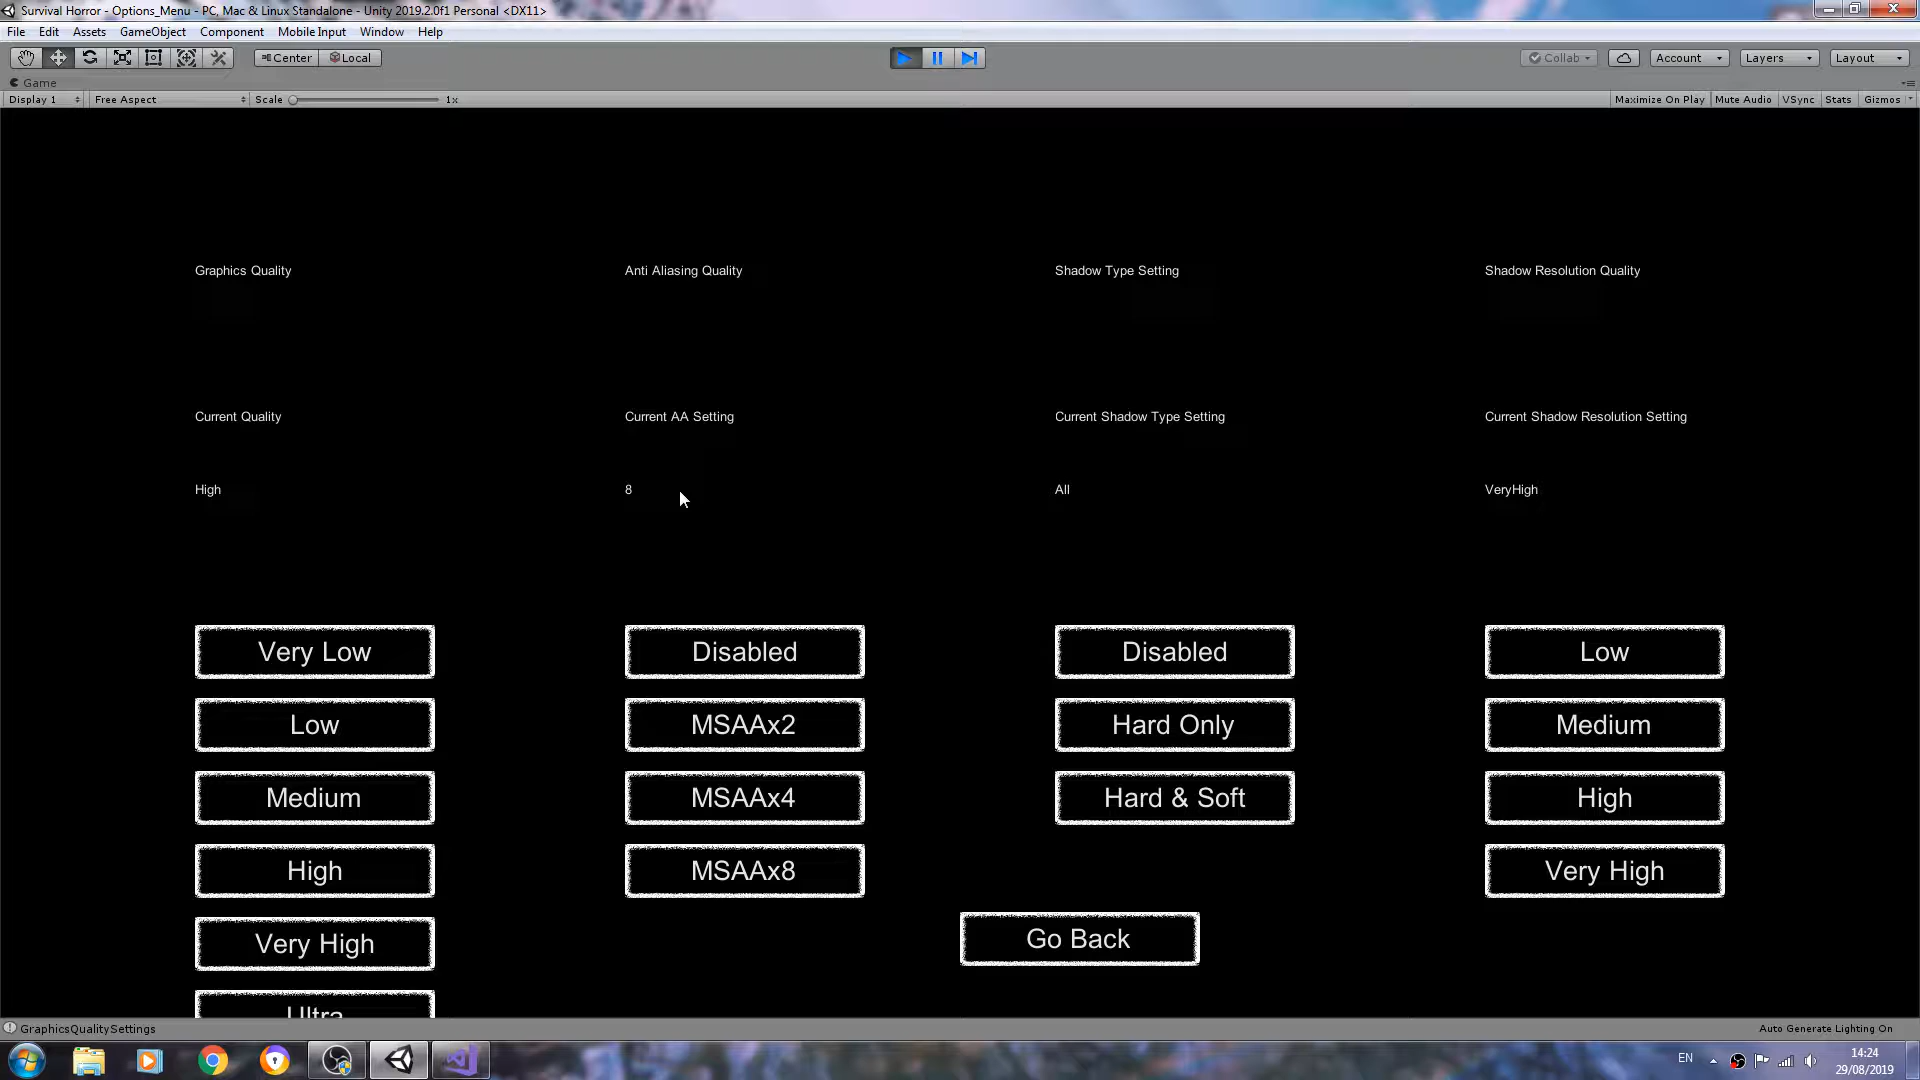 Survival Horror - Options_Menu - PC, Mac & Linux Standalone - Unity 2019.2.0f1 Personal <DX11>
File Edit Assets GameObject Component Mobile Input Window Help
Center Local Collab Account Layers Layout
Game
Display 1 Free Aspect Scale 1x Maximize On Play Mute Audio VSync Stats Gizmos
Graphics Quality Anti Aliasing Quality Shadow Type Setting Shadow Resolution Quality
Current Quality Current AA Setting Current Shadow Type Setting Current Shadow Resolution Setting
High 8 All VeryHigh
Very Low Disabled Disabled Low
Low MSAAx2 Hard Only Medium
Medium MSAAx4 Hard & Soft High
High MSAAx8 Very High
Very High Go Back
Ultra
GraphicsQualitySettings Auto Generate Lighting On
EN 14:24
29/08/2019